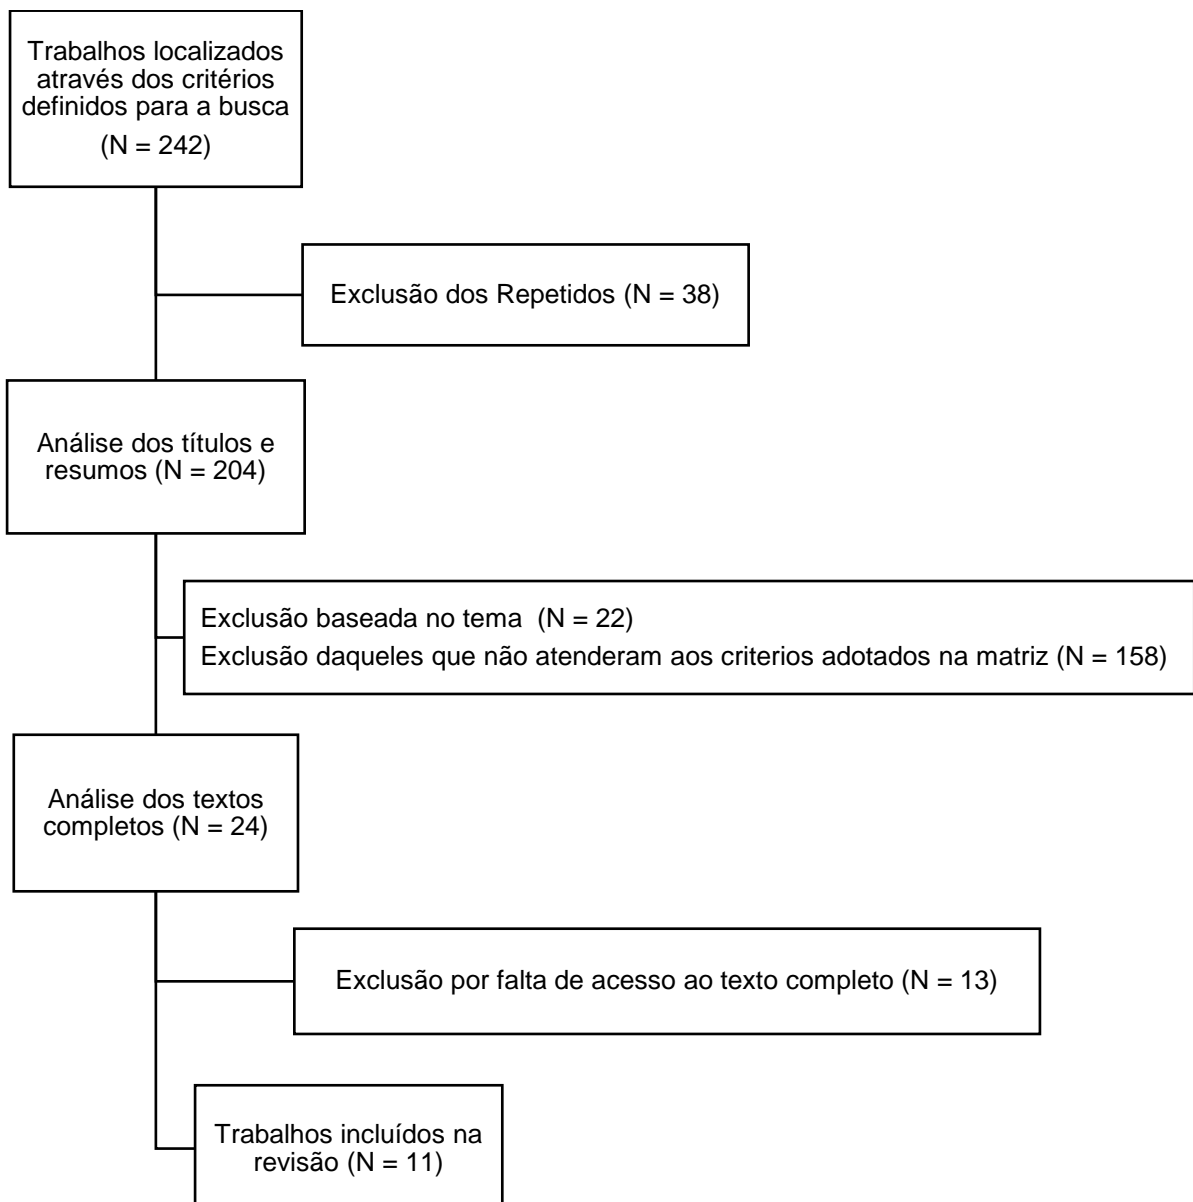 Trabalhos localizados
através dos critérios
definidos para a busca
(N = 242)
Exclusão dos Repetidos (N = 38)
Análise dos títulos e
resumos (N = 204)
Exclusão baseada no tema  (N = 22)
Exclusão daqueles que não atenderam aos criterios adotados na matriz (N = 158)
Análise dos textos
completos (N = 24)
Exclusão por falta de acesso ao texto completo (N = 13)
Trabalhos incluídos na
revisão (N = 11)